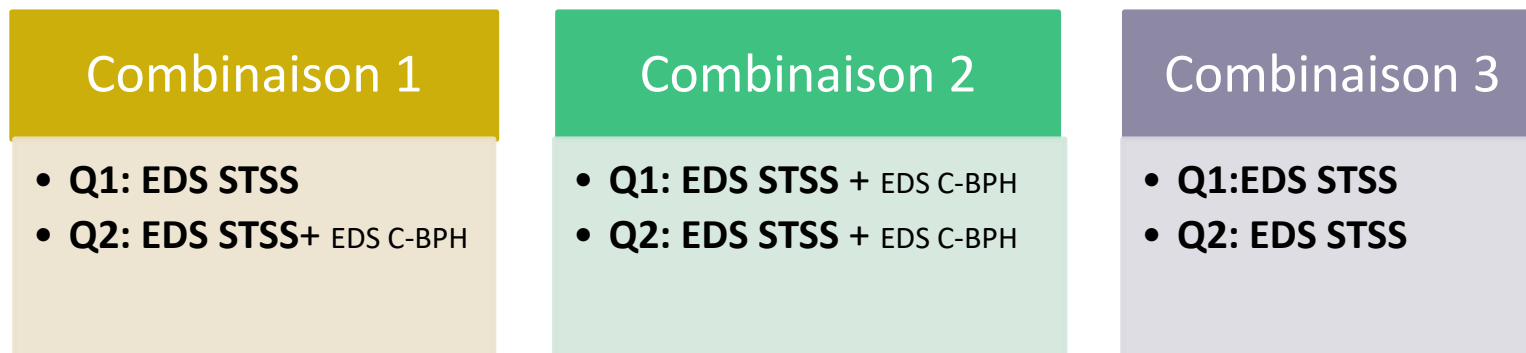 Combinaison 1
• Q1: EDS STSS
• Q2: EDS STSS+ EDS C-BPH
Combinaison 2
• Q1: EDS STSS + EDS C-BPH
• Q2: EDS STSS + EDS C-BPH
Combinaison 3
• Q1:EDS STSS
• Q2: EDS STSS